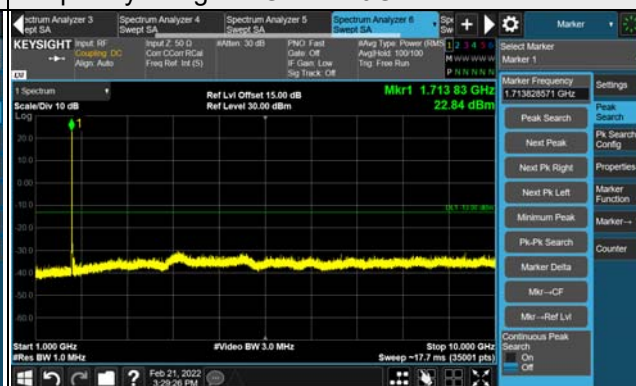 Spectrum Analyzer 3
Swept SA
Spectrum Analyzer 4
Swept SA
Spectrum Analyzer 5
Swept SA
Spectrum Analyzer 6
Swept SA
Marker
KEYSIGHT
Input: RF
Coupling: DC
Align: Auto
Input Z: 50 Ω
Corr CCorr RCal
Freq Ref: Int (S)
#Atten: 30 dB
PNO: Fast
Gate: Off
IF Gain: Low
Sig Track: Off
#Avg Type: Power (RMS
Avg|Hold: 100/100
Trig: Free Run
1 2 3 4 5 6
M W W W W W
P N N N N N
Select Marker
Marker 1
1 Spectrum
Scale/Div 10 dB
Log
Ref Lvl Offset 15.00 dB
Ref Level 30.00 dBm
Mkr1 1.713 83 GHz
22.84 dBm
1
20.0
10.0
0.00
-10.0
-20.0
-30.0
-40.0
-50.0
-60.0
DL1 -13.00 dBm
Start 1.000 GHz
#Res BW 1.0 MHz
#Video BW 3.0 MHz
Stop 10.000 GHz
Sweep ~17.7 ms (35001 pts)
Marker Frequency
1.713828571 GHz
Peak Search
Next Peak
Next Pk Right
Next Pk Left
Minimum Peak
Pk-Pk Search
Marker Delta
Mkr→CF
Mkr→Ref Lvl
Continuous Peak
Search
On
Off
Settings
Peak
Search
Pk Search
Config
Properties
Marker
Function
Marker→
Counter
Feb 21, 2022
3:29:26 PM